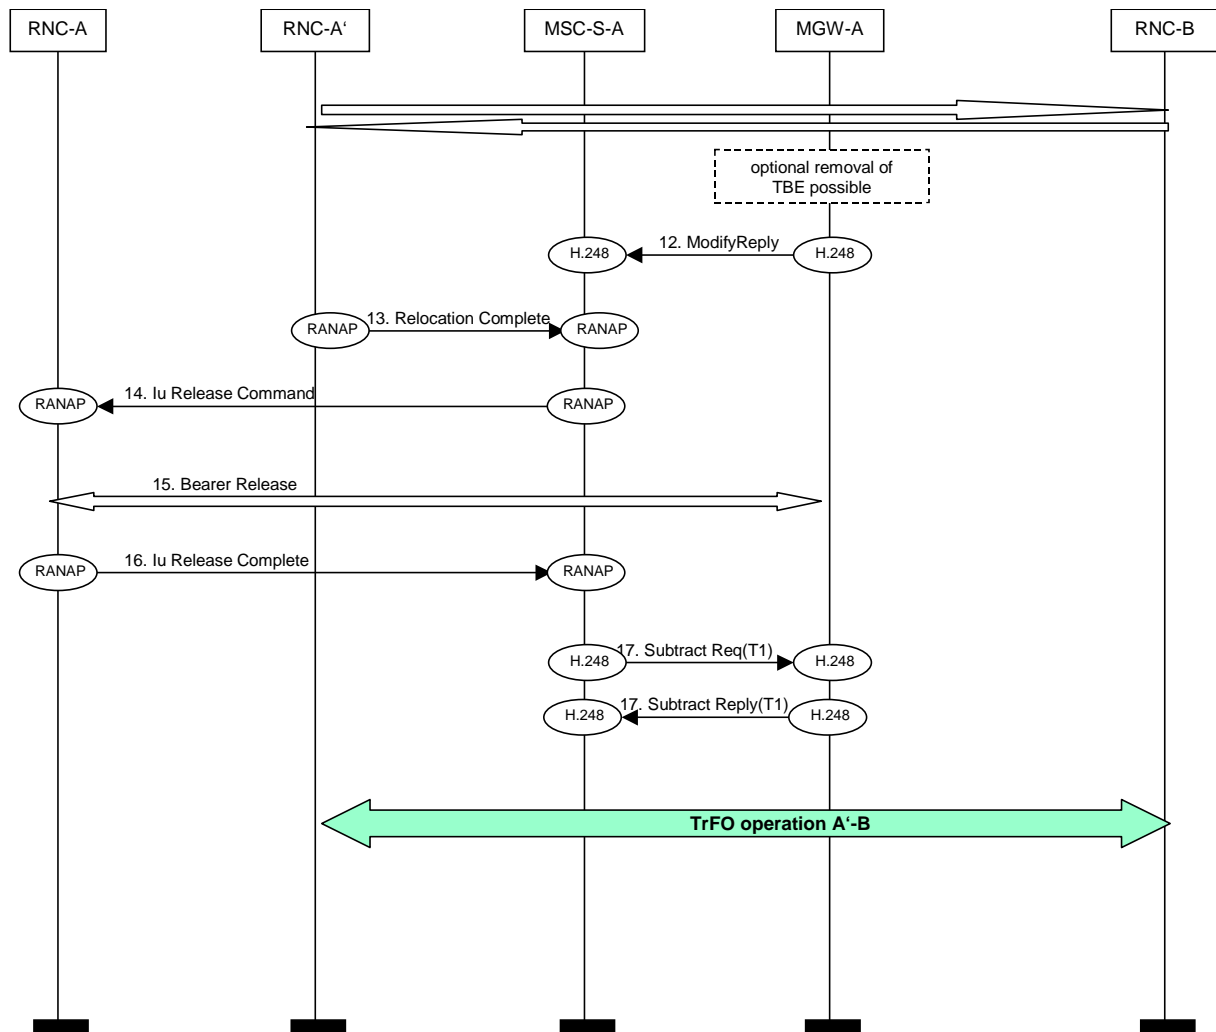 RNC-A
RNC-A‘
MSC-S-A
MGW-A
RNC-B
optional removal of
TBE possible
H.248
12. ModifyReply
H.248
RANAP
13. Relocation Complete
RANAP
RANAP
14. Iu Release Command
RANAP
15. Bearer Release
RANAP
16. Iu Release Complete
RANAP
H.248
17. Subtract Req(T1)
H.248
H.248
17. Subtract Reply(T1)
H.248
TrFO operation A‘-B